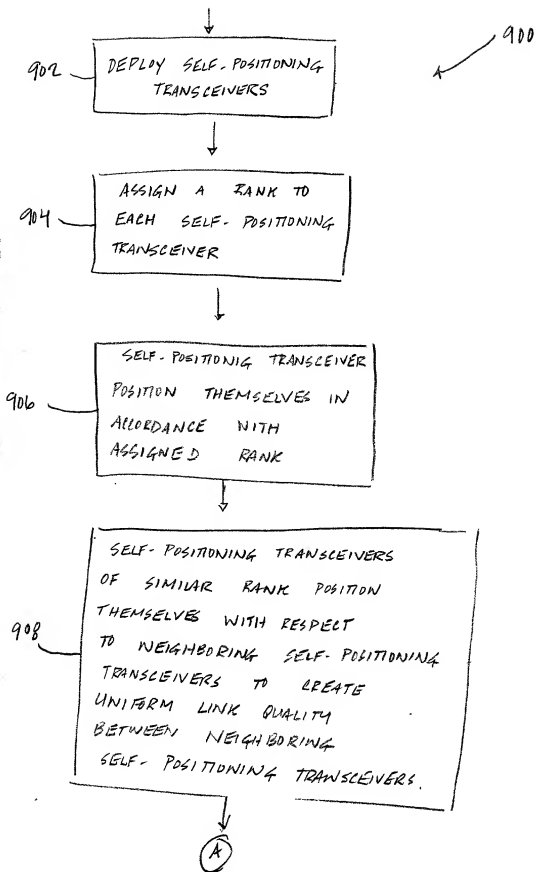 900
902
DEPLOY SELF-POSITIONING
TRANSCEIVERS
904
ASSIGN A RANK TO
EACH SELF-POSITIONING
TRANSCEIVER
906
SELF-POSITIONIG TRANSCEIVER
POSITION THEMSELVES IN
ACCORDANCE WITH
ASSIGNED RANK
908
SELF-POSITIONING TRANSCEIVERS
OF SIMILAR RANK POSITION
THEMSELVES WITH RESPECT
TO NEIGHBORING SELF-POSITIONING
TRANSCEIVERS TO CREATE
UNIFORM LINK QUALITY
BETWEEN NEIGHBORING
SELF-POSITIONING TRANSCEIVERS.
A